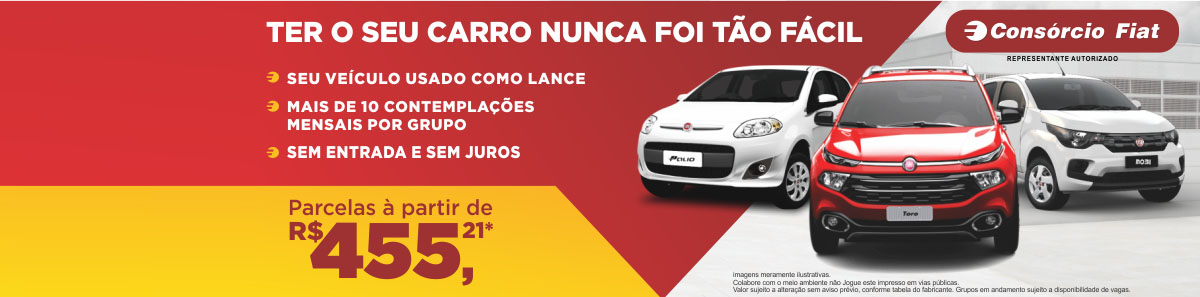 TER O SEU CARRO NUNCA FOI TÃO FÁCIL
SEU VEÍCULO USADO COMO LANCE
MAIS DE 10 CONTEMPLAÇÕES
MENSAIS POR GRUPO
SEM ENTRADA E SEM JUROS
Parcelas à partir de
R$455,21*
Consórcio Fiat
REPRESENTANTE AUTORIZADO
PALIO
Toro
MOBI
imagens meramente ilustrativas.
Colabore com o meio ambiente não Jogue este impresso em vias públicas.
Valor sujeito a alteração sem aviso prévio, conforme tabela do fabricante. Grupos em andamento sujeito a disponibilidade de vagas.